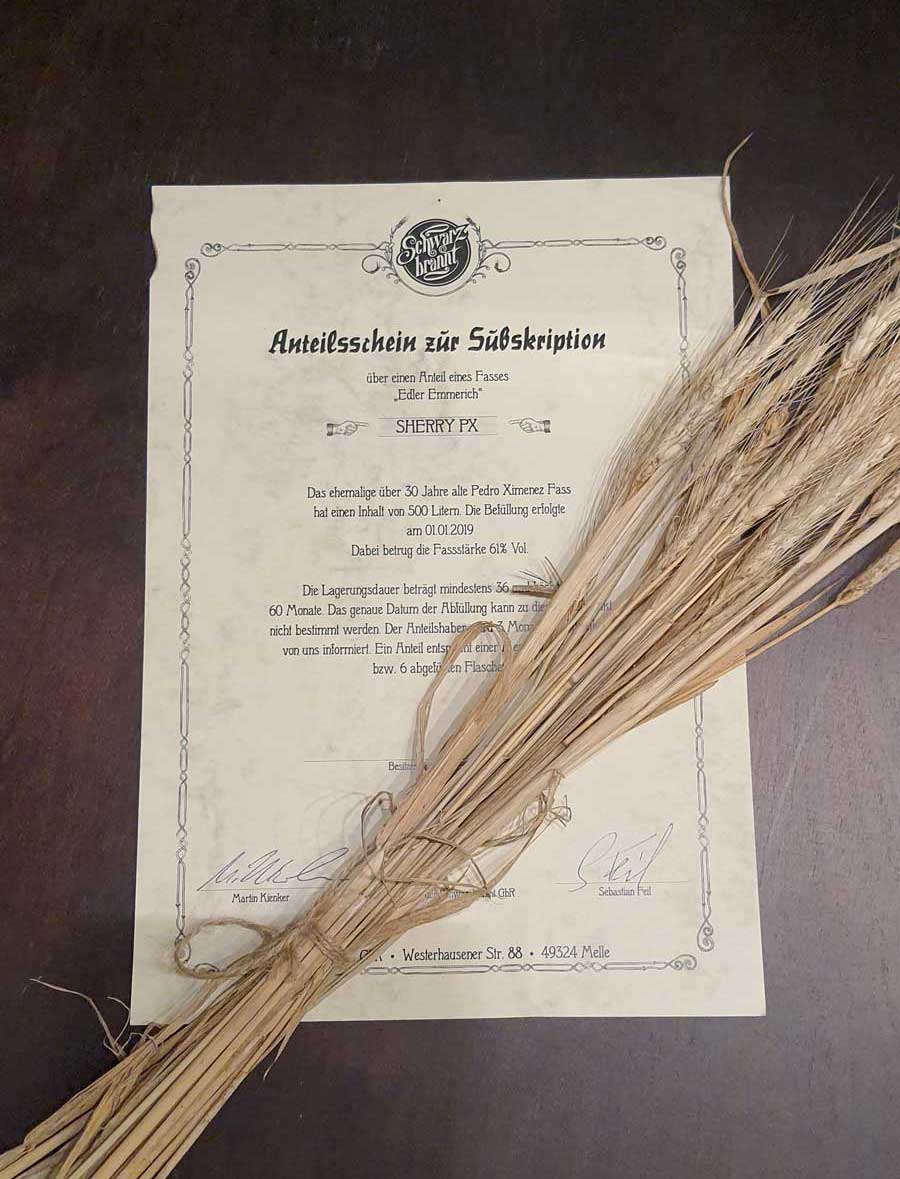 Schwarz
brannt
Anteilsschein zur Subskription
über einen Anteil eines Fasses
„Edler Emmerich“
SHERRY PX
Das ehemalige über 30 Jahre alte Pedro Ximenez Fass
hat einen Inhalt von 500 Litern. Die Befüllung erfolgte
am 01.01.2019
Dabei betrug die Fassstärke 61% Vol.
Die Lagerungsdauer beträgt mindestens 36
60 Monate. Das genaue Datum der Abfüllung kann zu
nicht bestimmt werden. Der Anteilshaber 3
von uns informiert. Ein Anteil einer
bzw. 6
Martin Kienker
GbR
Sebastian Feil
• Westerhausener Str. 88 • 49324 Melle